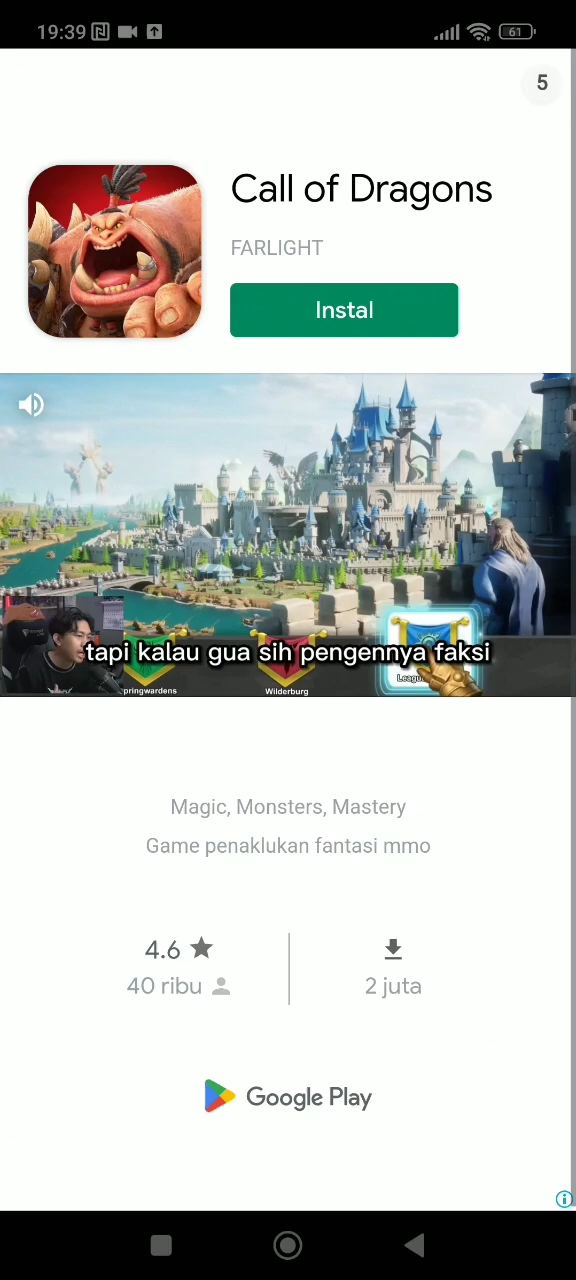 19:39
61
5
Call of Dragons
FARLIGHT
Instal
tapi kalau gua sih pengennya faksi
pringwardens
Wilderburg
Magic, Monsters, Mastery
Game penaklukan fantasi mmo
4.6
40 ribu
2 juta
Google Play